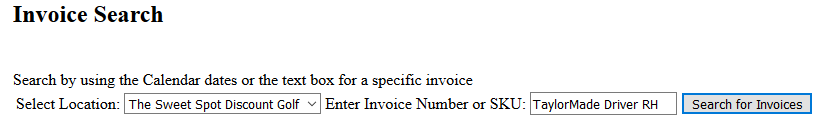 Invoice Search
Search by using the Calendar dates or the text box for a specific invoice
Select Location: The Sweet Spot Discount Golf Enter Invoice Number or SKU: TaylorMade Driver RH Search for Invoices